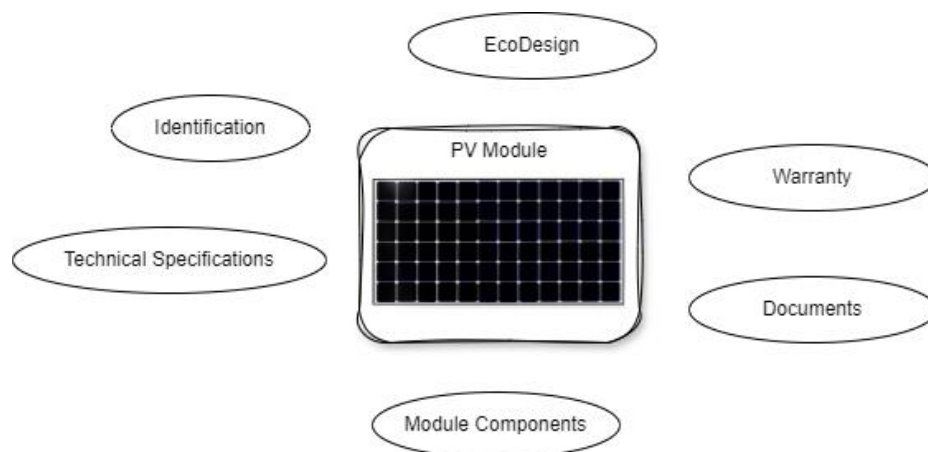 EcoDesign
Identification
PV Module
Warranty
Technical Specifications
Documents
Module Components